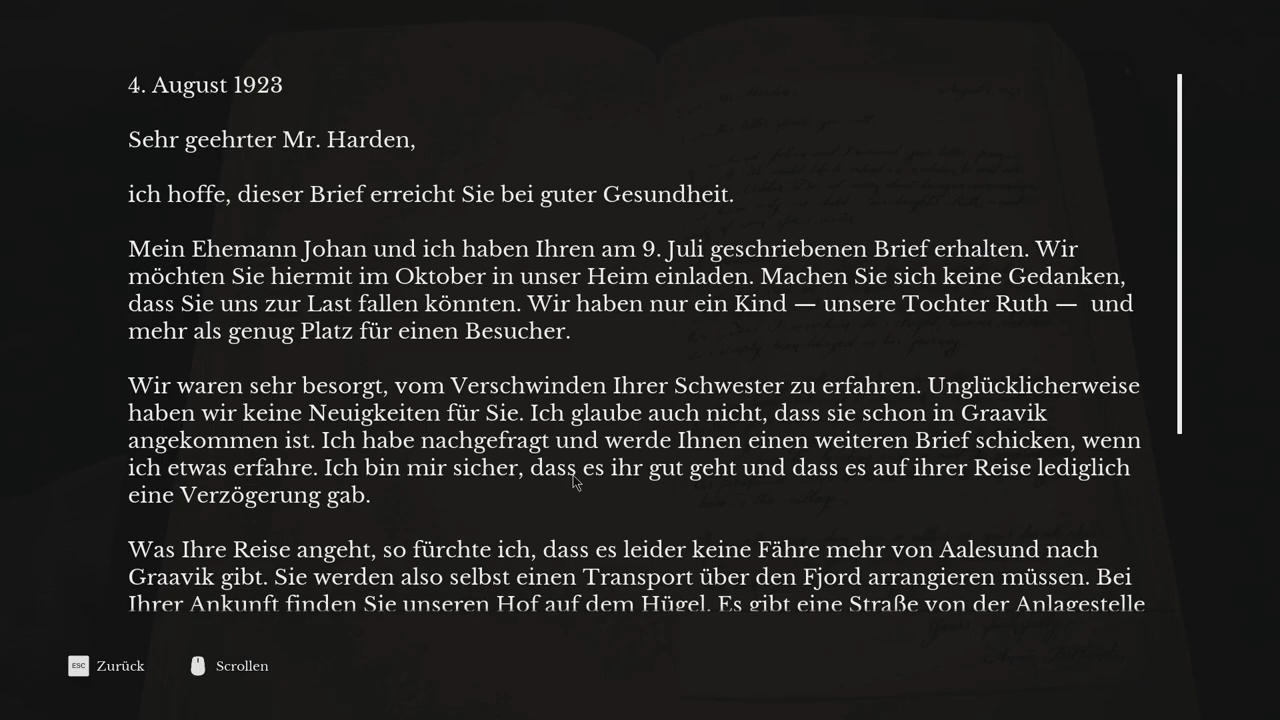 4. August 1923
Sehr geehrter Mr. Harden,
ich hoffe, dieser Brief erreicht Sie bei guter Gesundheit.
Mein Ehemann Johan und ich haben Ihren am 9. Juli geschriebenen Brief erhalten. Wir
möchten Sie hiermit im Oktober in unser Heim einladen. Machen Sie sich keine Gedanken,
dass Sie uns zur Last fallen könnten. Wir haben nur ein Kind — unsere Tochter Ruth —  und
mehr als genug Platz für einen Besucher.
Wir waren sehr besorgt, vom Verschwinden Ihrer Schwester zu erfahren. Unglücklicherweise
haben wir keine Neuigkeiten für Sie. Ich glaube auch nicht, dass sie schon in Graavik
angekommen ist. Ich habe nachgefragt und werde Ihnen einen weiteren Brief schicken, wenn
ich etwas erfahre. Ich bin mir sicher, dass es ihr gut geht und dass es auf ihrer Reise lediglich
eine Verzögerung gab.
Was Ihre Reise angeht, so fürchte ich, dass es leider keine Fähre mehr von Aalesund nach
Graavik gibt. Sie werden also selbst einen Transport über den Fjord arrangieren müssen. Bei
Ihrer Ankunft finden Sie unseren Hof auf dem Hügel. Es gibt eine Straße von der Anlagestelle
ESC Zurück Scrollen